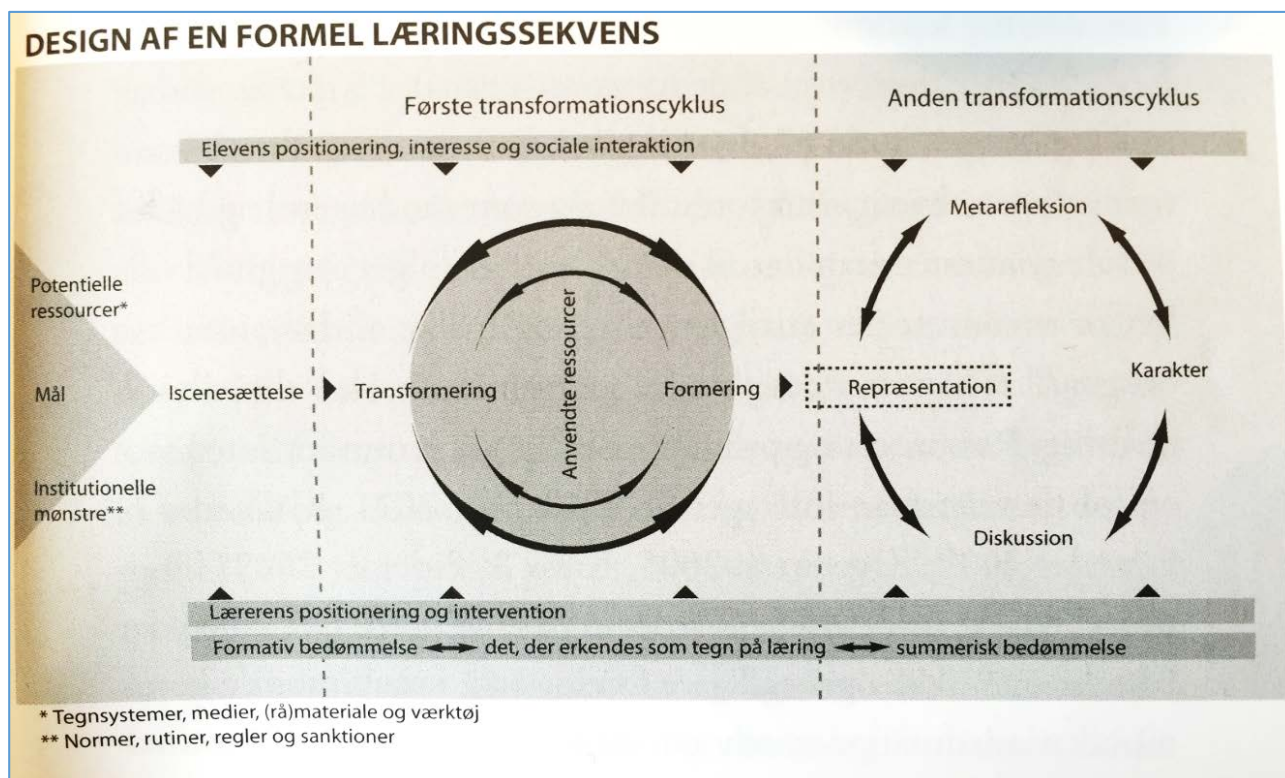 DESIGN AF EN FORMEL LÆRINGSSEKVENS
Første transformationscyklus
Anden transformationscyklus
Elevens positionering, interesse og sociale interaktion
Metarefleksion
Potentielle
ressourcer*
Mål
Iscenesættelse
Transformering
Anvendte ressourcer
Formering
Repræsentation
Karakter
Institutionelle
mønstre**
Diskussion
Lærerens positionering og intervention
Formativ bedømmelse det, der erkendes som tegn på læring summerisk bedømmelse
* Tegnsystemer, medier, (rå)materiale og værktøj
** Normer, rutiner, regler og sanktioner